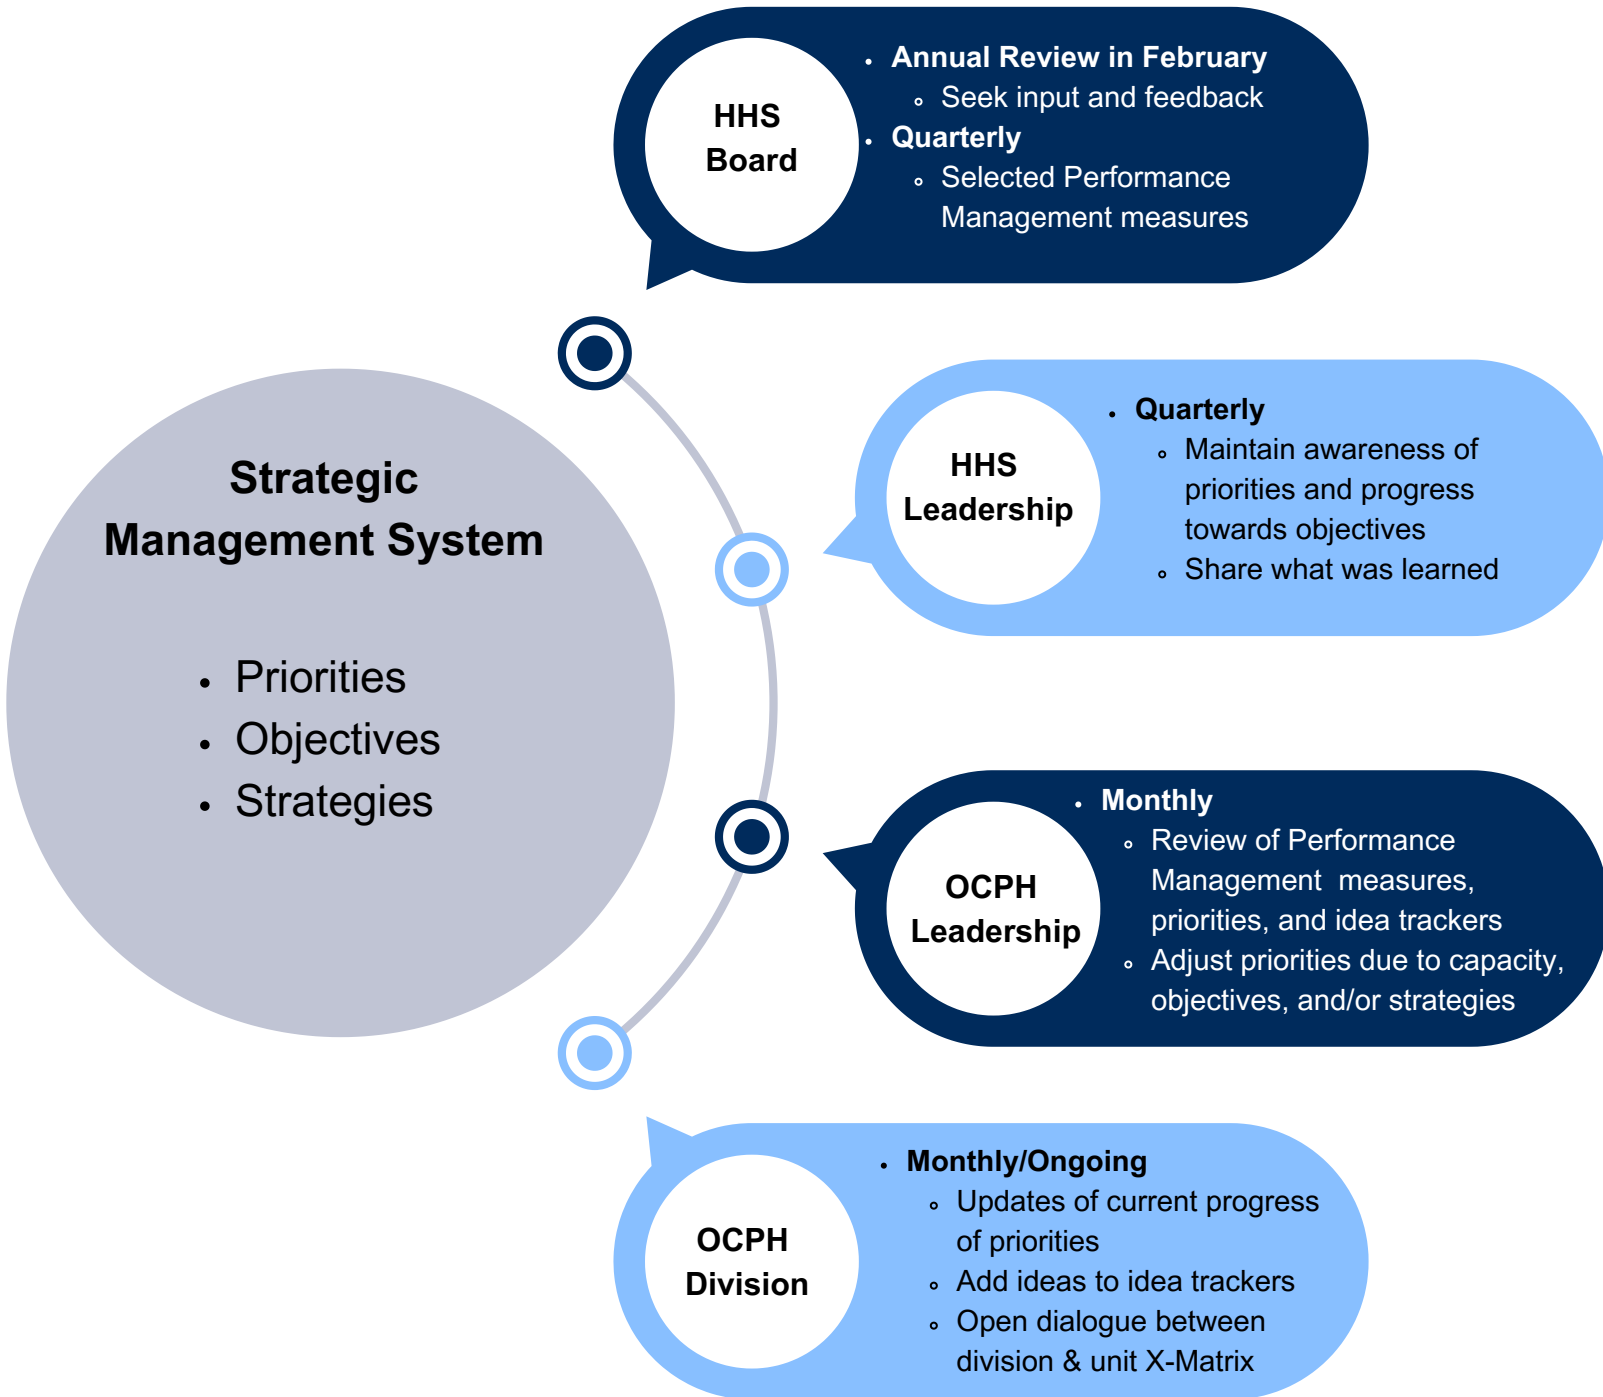 HHS
Board
• Annual Review in February
◦ Seek input and feedback
• Quarterly
◦ Selected Performance
Management measures
Strategic
Management System
• Priorities
• Objectives
• Strategies
HHS
Leadership
• Quarterly
◦ Maintain awareness of
priorities and progress
towards objectives
◦ Share what was learned
OCPH
Leadership
• Monthly
◦ Review of Performance
Management measures,
priorities, and idea trackers
◦ Adjust priorities due to capacity,
objectives, and/or strategies
OCPH
Division
• Monthly/Ongoing
◦ Updates of current progress
of priorities
◦ Add ideas to idea trackers
◦ Open dialogue between
division & unit X-Matrix